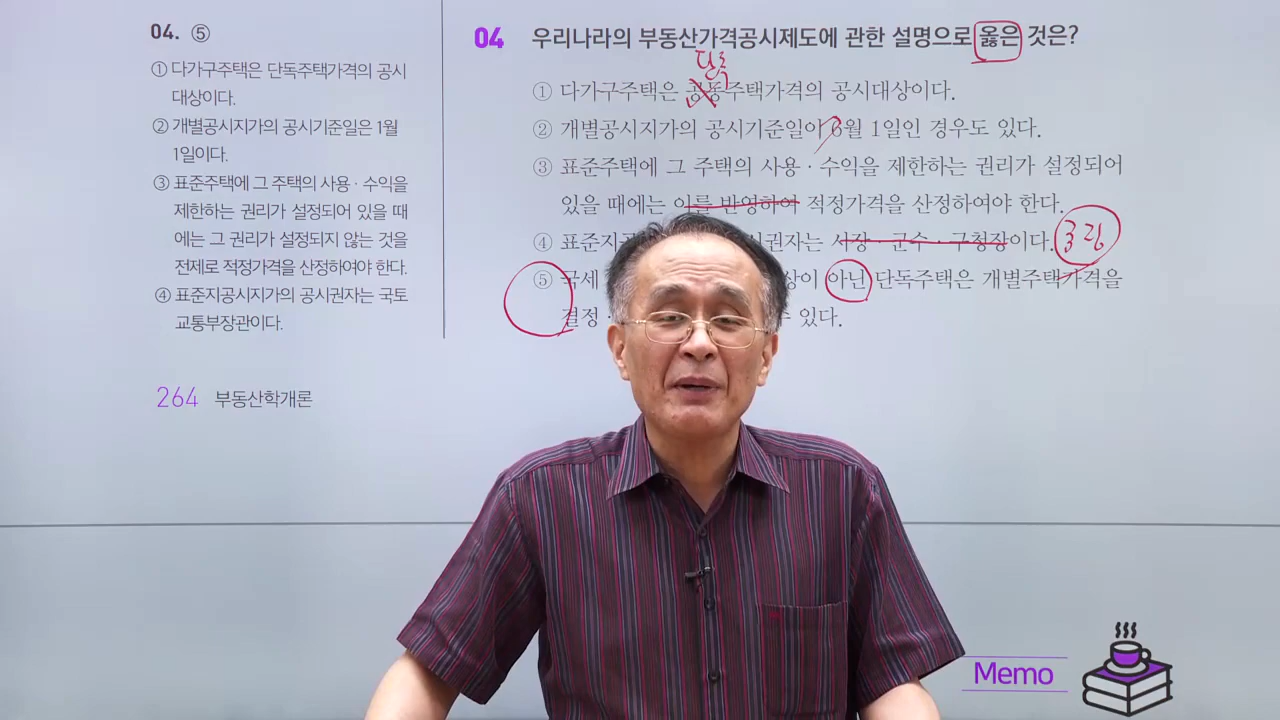 04. ⑤
① 다가구주택은 단독주택가격의 공시
대상이다.
② 개별공시지가의 공시기준일은 1월
1일이다.
③ 표준주택에 그 주택의 사용·수익을
제한하는 권리가 설정되어 있을 때
에는 그 권리가 설정되지 않는 것을
전제로 적정가격을 산정하여야 한다.
④ 표준지공시지가의 공시권자는 국토
교통부장관이다.
264 부동산학개론
04 우리나라의 부동산가격공시제도에 관한 설명으로 옳은 것은?
단독
① 다가구주택은 공동주택가격의 공시대상이다.
② 개별공시지가의 공시기준일이 6월 1일인 경우도 있다.
③ 표준주택에 그 주택의 사용·수익을 제한하는 권리가 설정되어
있을 때에는 이를 반영하여 적정가격을 산정하여야 한다.
④ 표준지공 시권자는 시장·군수·구청장이다.
⑤ 국세 상이 아닌 단독주택은 개별주택가격을
결정· 수 있다.
Memo